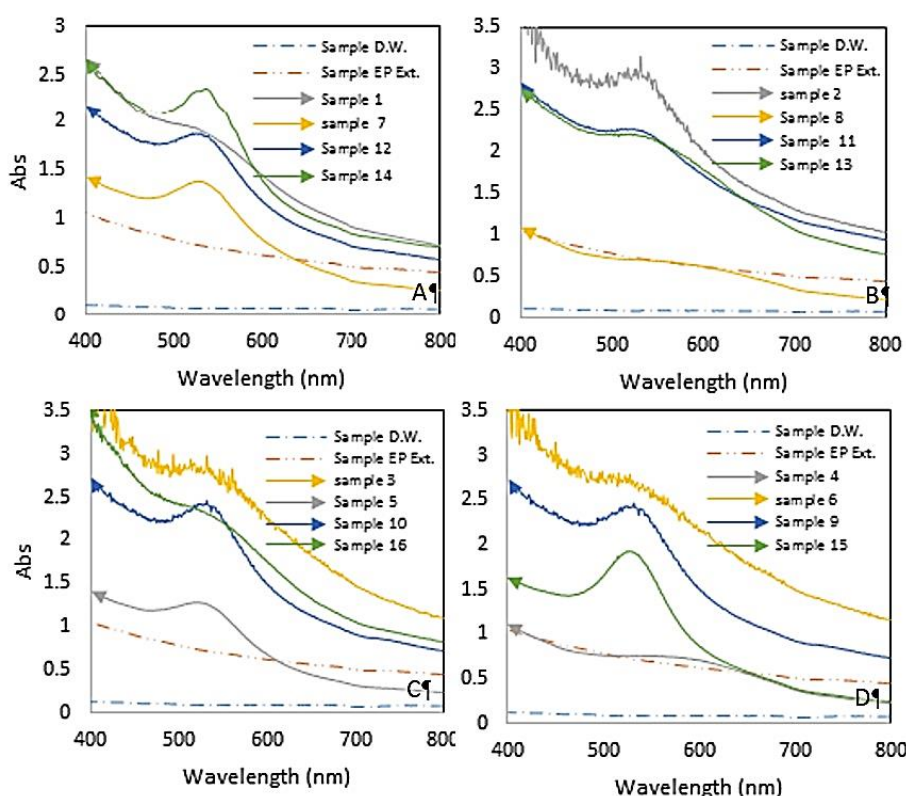 3
2.5
2
1.5
1
0.5
0
Abs
400
500
600
700
800
Wavelength (nm)
Sample D.W.
Sample EP Ext.
Sample 1
sample 7
Sample 12
Sample 14
A¶
3.5
3
2.5
2
1.5
1
0.5
0
400
500
600
700
800
Wavelength (nm)
Sample D.W.
Sample EP Ext.
sample 2
Sample 8
Sample 11
Sample 13
B¶
3.5
3
2.5
2
1.5
1
0.5
0
Abs
400
500
600
700
800
Wavelength (nm)
Sample D.W.
Sample EP Ext.
sample 3
Sample 5
Sample 10
Sample 16
C¶
3.5
3
2.5
2
1.5
1
0.5
0
400
500
600
700
800
Wavelength (nm)
Sample D.W.
Sample EP Ext.
Sample 4
sample 6
Sample 9
Sample 15
D¶